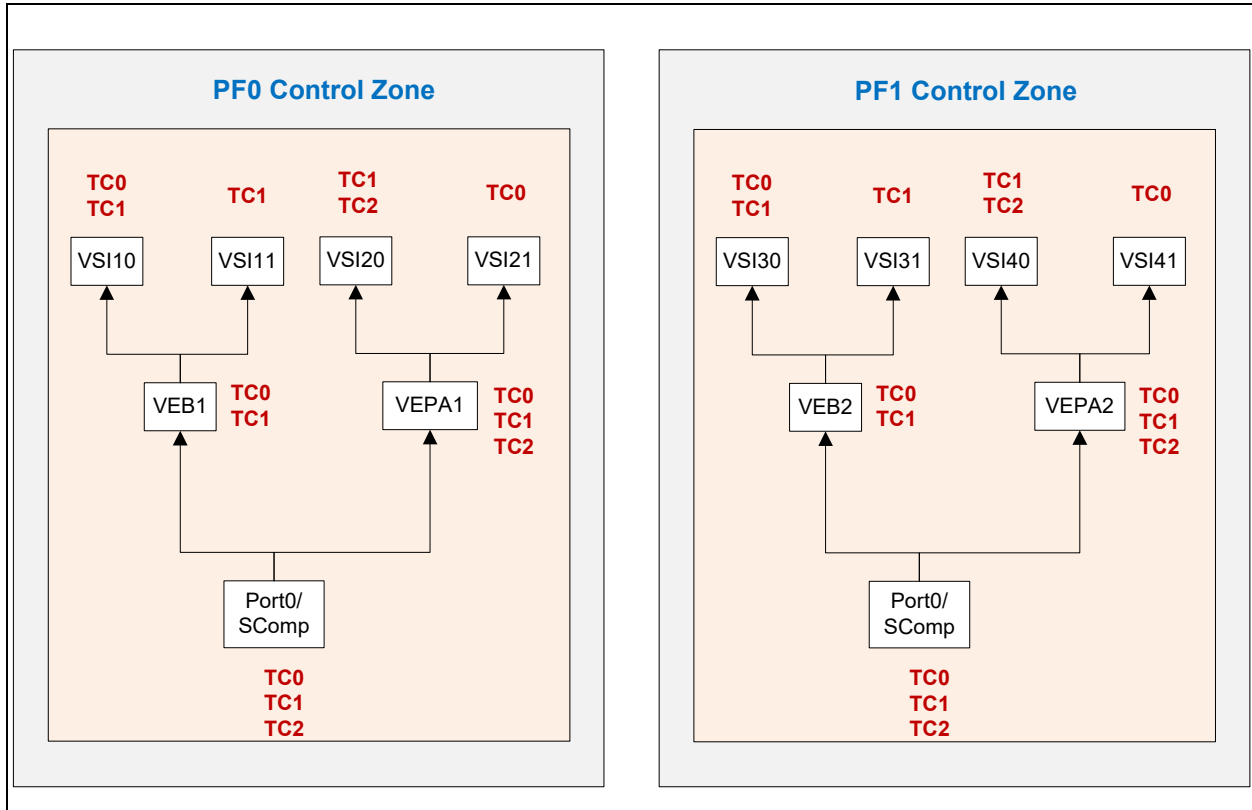 PF0 Control Zone
TC0
TC1
TC1
TC1
TC2
TC0
VSI10
VSI11
VSI20
VSI21
VEB1
TC0
TC1
VEPA1
TC0
TC1
TC2
Port0/
SComp
TC0
TC1
TC2
PF1 Control Zone
TC0
TC1
TC1
TC1
TC2
TC0
VSI30
VSI31
VSI40
VSI41
VEB2
TC0
TC1
VEPA2
TC0
TC1
TC2
Port0/
SComp
TC0
TC1
TC2